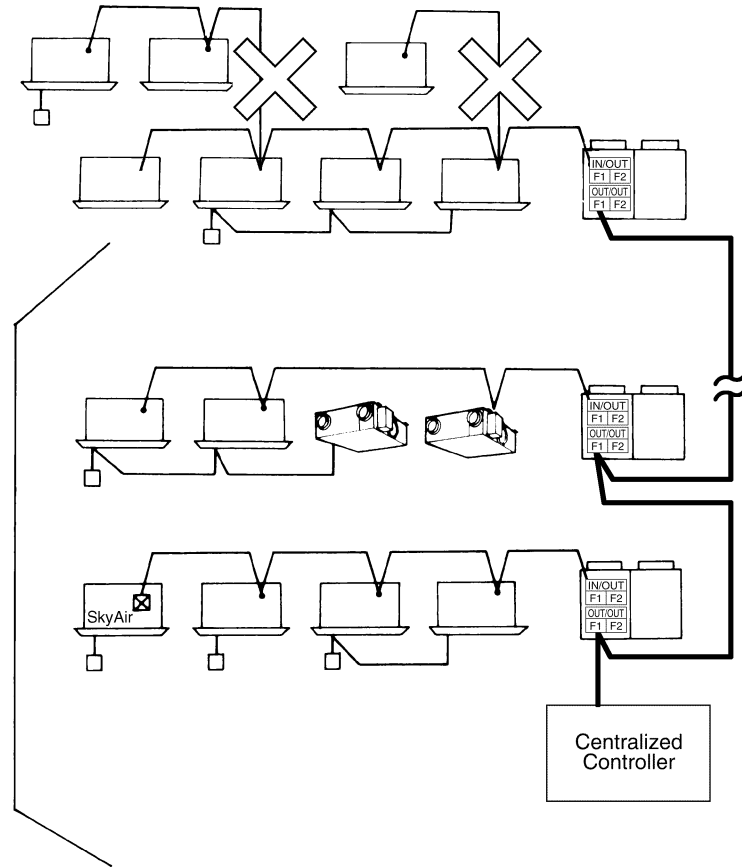 IN/OUT
F1 F2
OUT/OUT
F1 F2
IN/OUT
F1 F2
OUT/OUT
F1 F2
IN/OUT
F1 F2
OUT/OUT
F1 F2
SkyAir
Centralized
Controller